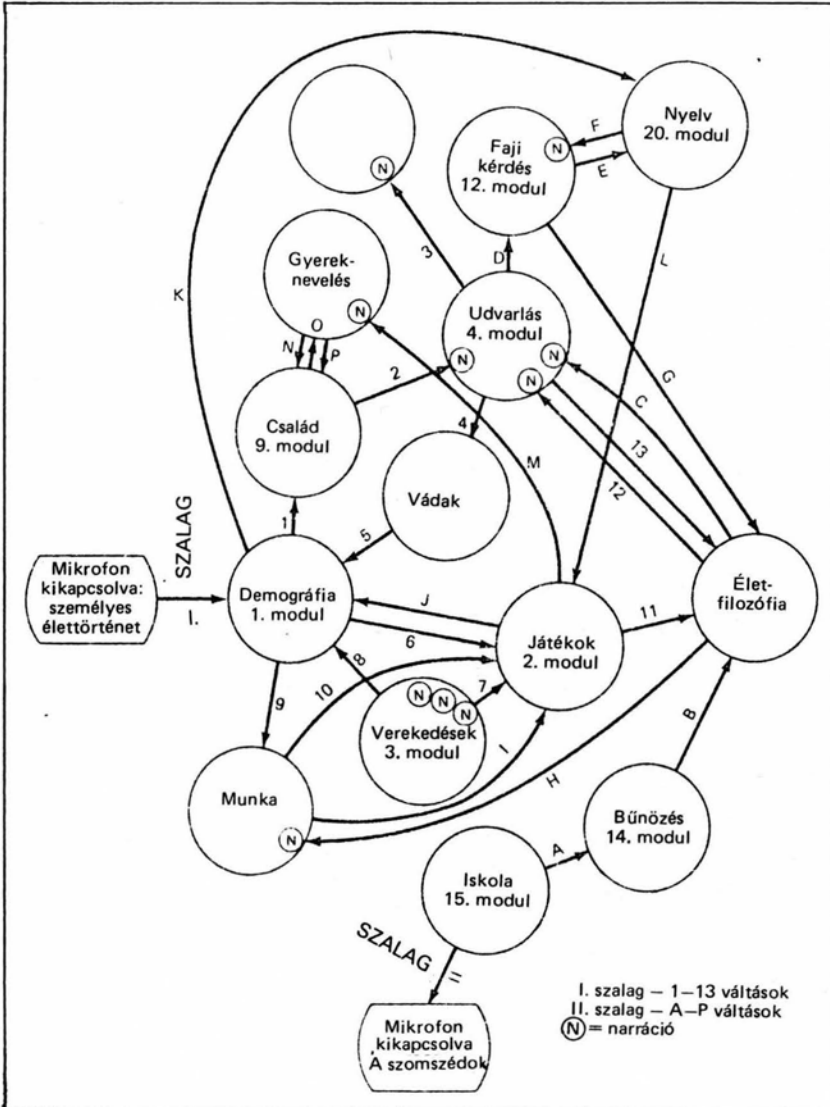 K
Nyelv
20. modul
F
N
Faji
kérdés
12. modul
E
N
3
D
L
Gyerek-
nevelés
N
O
N
P
Udvarlás
4. modul
N
N
N
2
G
C
Család
9. modul
4
13
12
M
Vádak
1
5
SZALAG
I.
Mikrofon
kikapcsolva:
személyes
élettörténet
Demográfia
1. modul
J
6
Játékok
2. modul
11
Élet-
filozófia
8
9
10
7
N
N
N
Verekedések
3. modul
I
H
B
Munka
N
Bűnözés
14. modul
A
Iskola
15. modul
SZALAG =
Mikrofon
kikapcsolva
A szomszédok
I. szalag – 1–13 váltások
II. szalag – A–P váltások
N = narráció